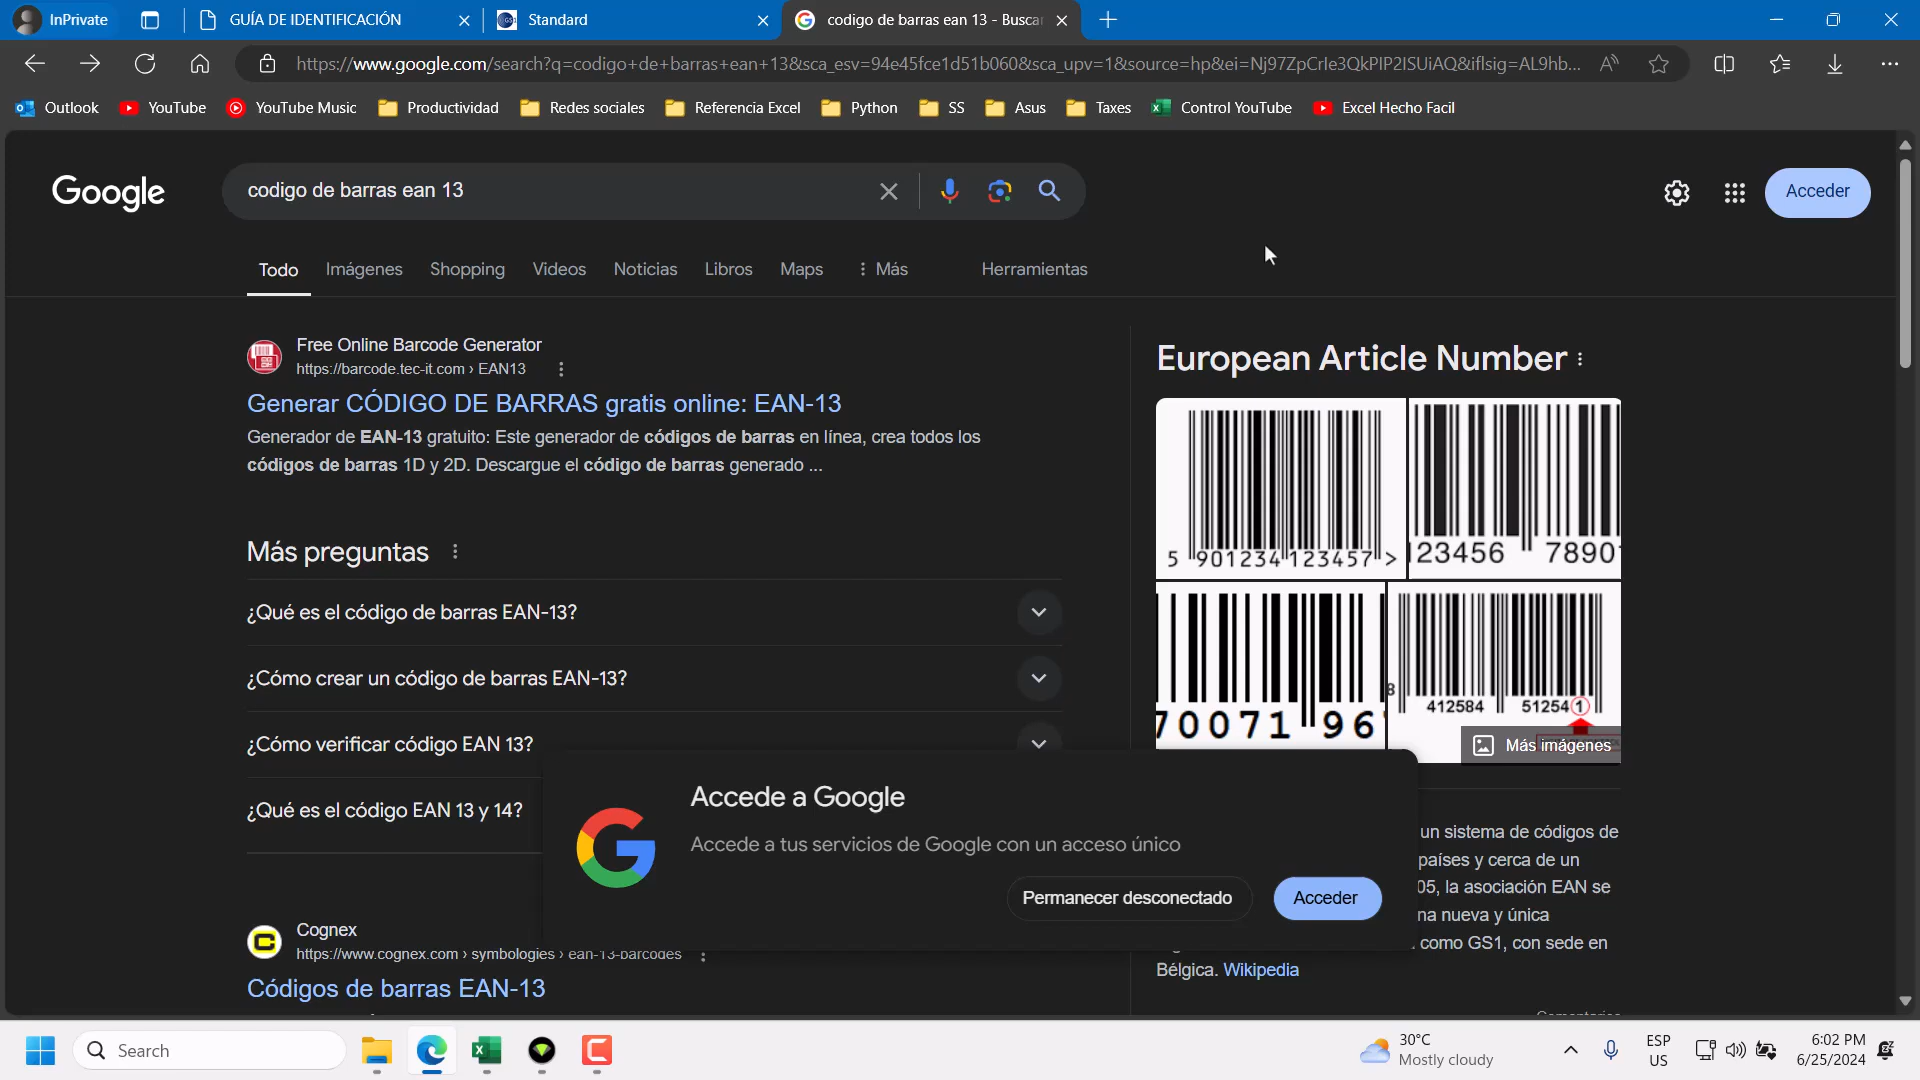 InPrivate
GUÍA DE IDENTIFICACIÓN
Standard
codigo de barras ean 13 - Busca
https://www.google.com/search?q=codigo+de+barras+ean+13&sca_esv=94e45fce1d51b060&sca_upv=1&source=hp&ei=Nj97ZpCrIe3QkPIP2ISUiAQ&iflsig=AL9hb...
Outlook
YouTube
YouTube Music
Productividad
Redes sociales
Referencia Excel
Python
SS
Asus
Taxes
Control YouTube
Excel Hecho Facil
Google
codigo de barras ean 13
Acceder
Todo
Imágenes
Shopping
Videos
Noticias
Libros
Maps
Más
Herramientas
Free Online Barcode Generator
https://barcode.tec-it.com › EAN13
Generar CÓDIGO DE BARRAS gratis online: EAN-13
Generador de EAN-13 gratuito: Este generador de códigos de barras en línea, crea todos los
códigos de barras 1D y 2D. Descargue el código de barras generado ...
Más preguntas
¿Qué es el código de barras EAN-13?
¿Cómo crear un código de barras EAN-13?
¿Cómo verificar código EAN 13?
¿Qué es el código EAN 13 y 14?
Cognex
https://www.cognex.com › symbologies › ean-13-barcodes
Códigos de barras EAN-13
European Article Number
5 901234 123457 >
123456 7890
70071 96
8 412584 51254 1
Más imágenes
un sistema de códigos de
países y cerca de un
05, la asociación EAN se
na nueva y única
como GS1, con sede en
Bélgica. Wikipedia
Accede a Google
Accede a tus servicios de Google con un acceso único
Permanecer desconectado
Acceder
Search
30°C
Mostly cloudy
ESP
US
6:02 PM
6/25/2024